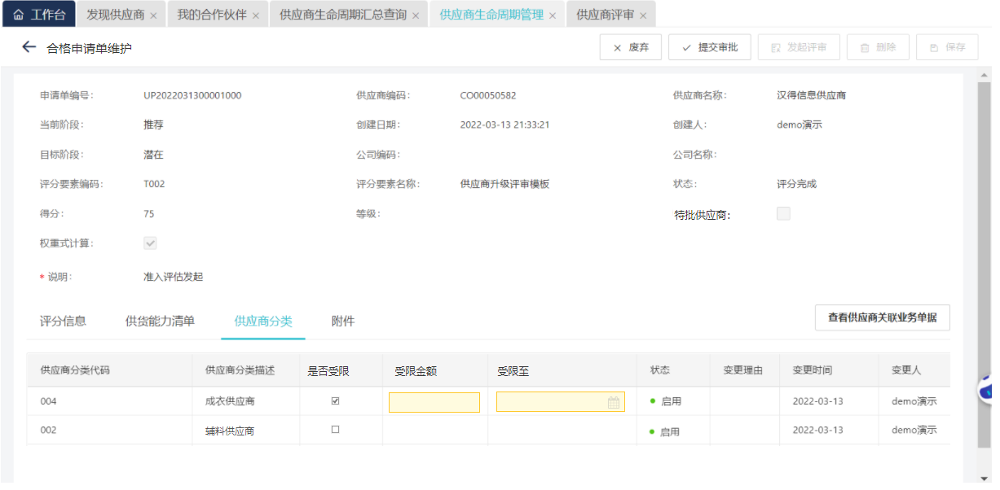 工作台 发现供应商 × 我的合作伙伴 × 供应商生命周期汇总查询 × 供应商生命周期管理 × 供应商评审 ×
合格申请单维护 × 废弃 提交审批 发起评审 删除 保存
申请单编号: UP2022031300001000 供应商编码: CO00050582 供应商名称: 汉得信息供应商
当前阶段: 推荐 创建日期: 2022-03-13 21:33:21 创建人: demo演示
目标阶段: 潜在 公司编码: 公司名称:
评分要素编码: T002 评分要素名称: 供应商升级评审模板 状态: 评分完成
得分: 75 等级: 特批供应商:
权重式计算:
* 说明: 准入评估发起
评分信息 供货能力清单 供应商分类 附件 查看供应商关联业务单据
供应商分类代码 供应商分类描述 是否受限 受限金额 受限至 状态 变更理由 变更时间 变更人
004 成衣供应商 启用 2022-03-13 demo演示
002 辅料供应商 启用 2022-03-13 demo演示